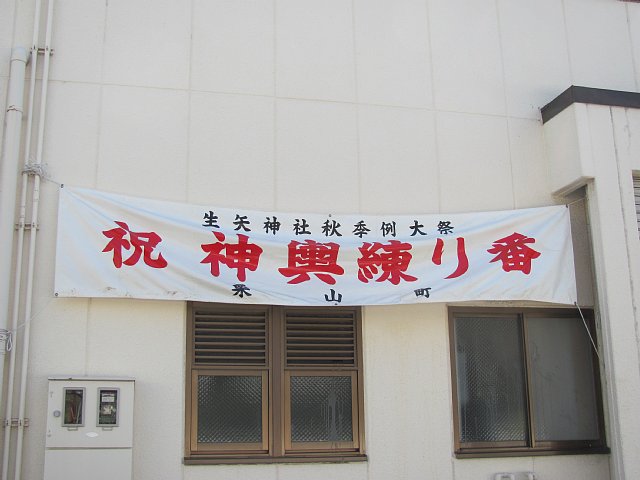 生矢神社秋季例大祭
祝 神輿練り番
米山町